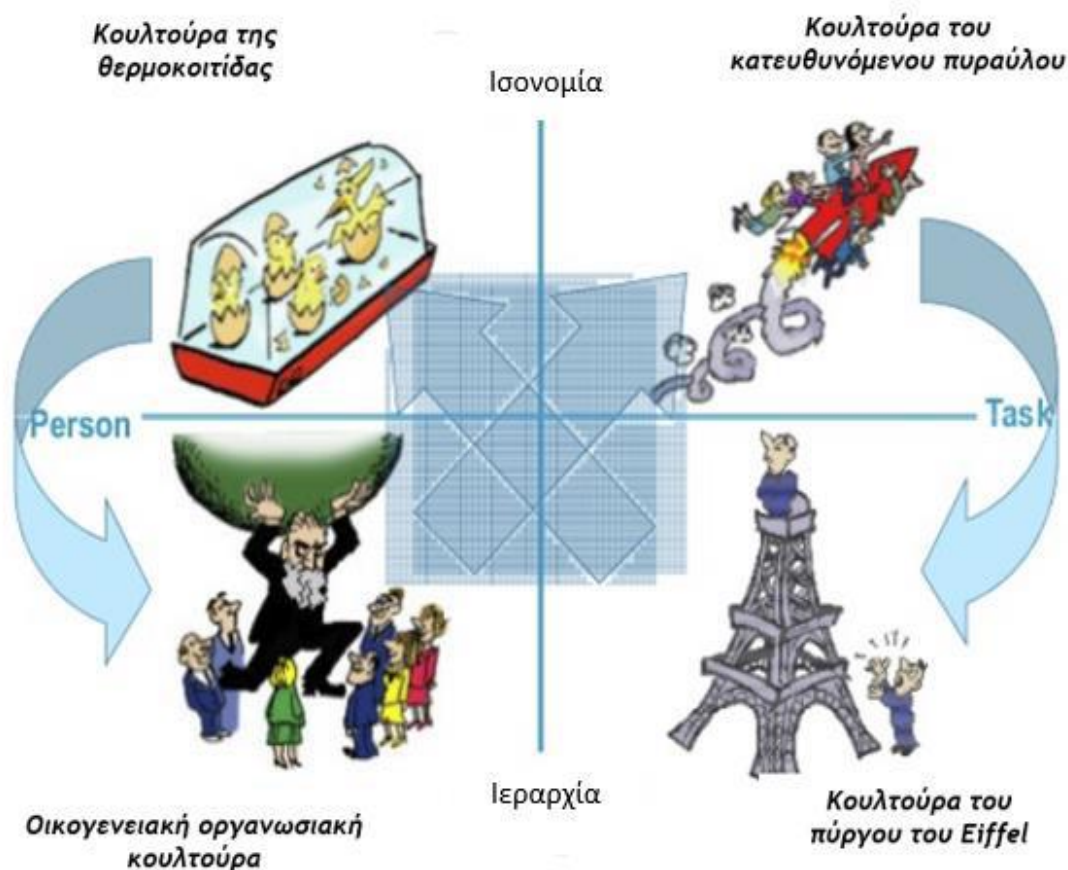 Κουλτούρα της
θερμοκοιτίδας
Κουλτούρα του
κατευθυνόμενου πυραύλου
Ισονομία
Person
Task
Ιεραρχία
Οικογενειακή οργανωσιακή
κουλτούρα
Κουλτούρα του
πύργου του Eiffel